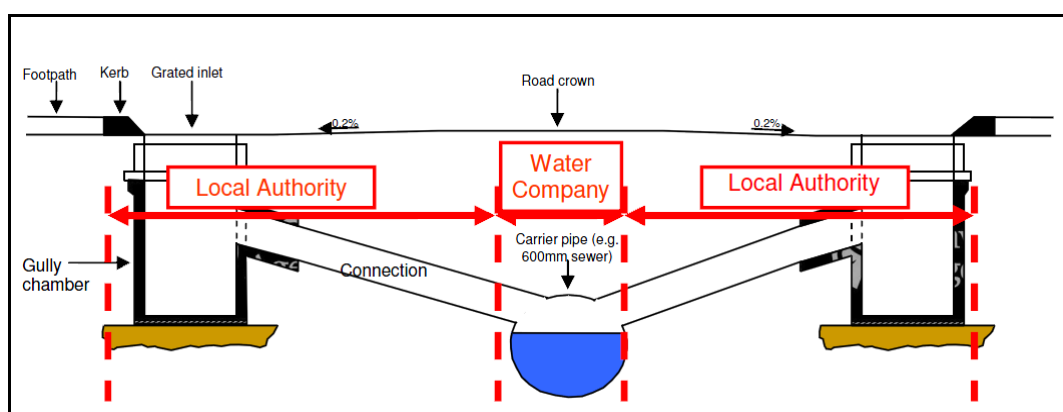 Footpath
Kerb
Grated inlet
Road crown
0.2%
0.2%
Local Authority
Water
Company
Local Authority
Carrier pipe (e.g.
600mm sewer)
Connection
Gully
chamber